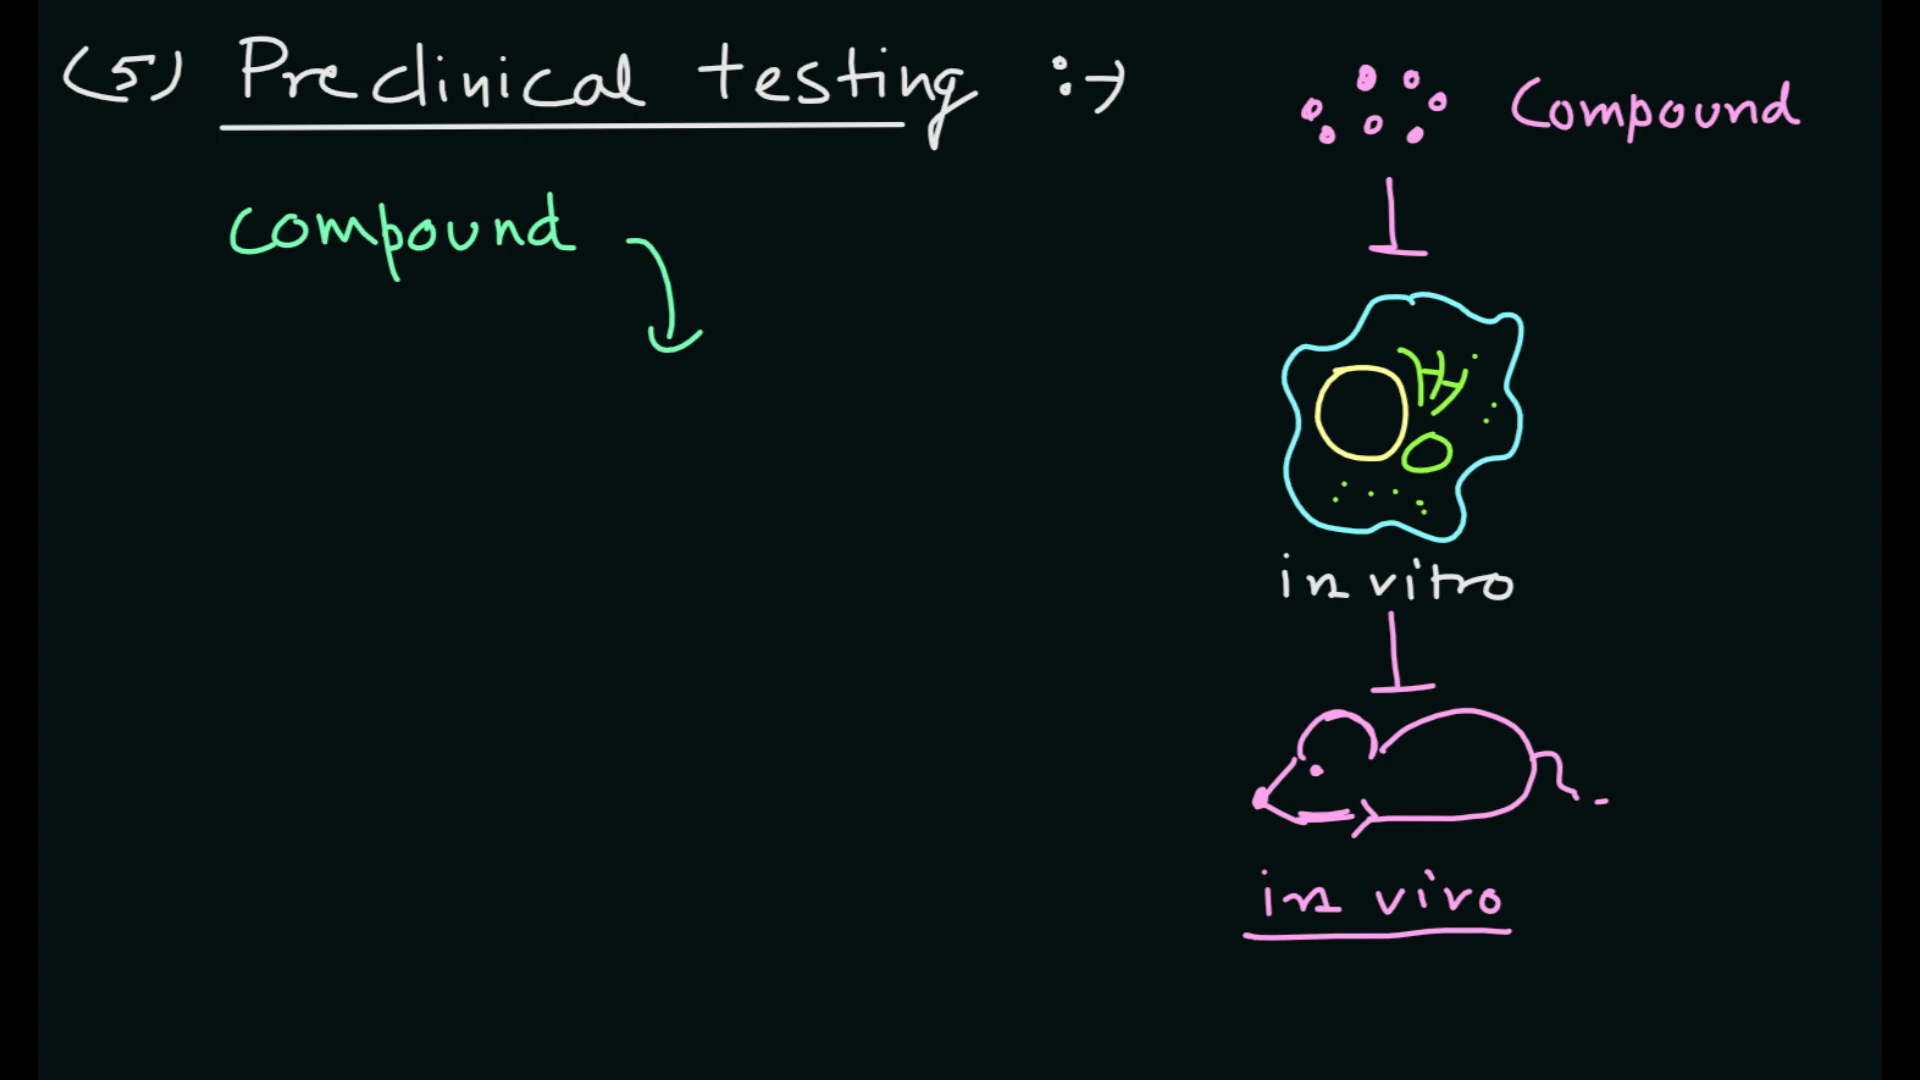 (5) Preclinical testing :→
Compound
Compound
in vitro
in vivo